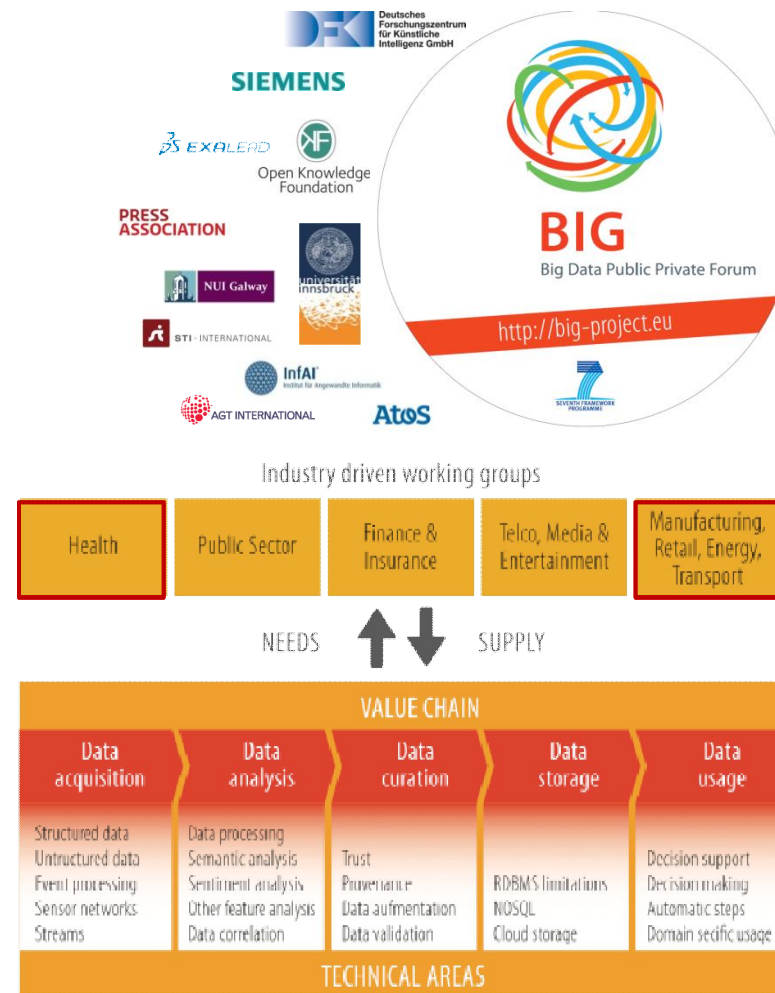 Deutsches
Forschungszentrum
für Künstliche
Intelligenz GmbH
SIEMENS
EXALEAD
Open Knowledge
Foundation
PRESS
ASSOCIATION
NUI Galway
universität
innsbruck
STI - INTERNATIONAL
InfAI
Institut für Angewandte Informatik
AGT INTERNATIONAL
Atos
BIG
Big Data Public Private Forum
http://big-project.eu
7
SEVENTH FRAMEWORK
PROGRAMME
Industry driven working groups
Health
Public Sector
Finance &
Insurance
Telco, Media &
Entertainment
Manufacturing,
Retail, Energy,
Transport
NEEDS
SUPPLY
VALUE CHAIN
Data
acquisition
Data
analysis
Data
curation
Data
storage
Data
usage
Structured data
Untructured data
Event processing
Sensor networks
Streams
Data processing
Semantic analysis
Sentiment analysis
Other feature analysis
Data correlation
Trust
Provenance
Data aufmentation
Data validation
RDBMS limitations
NOSQL
Cloud storage
Decision support
Decision making
Automatic steps
Domain secific usage
TECHNICAL AREAS